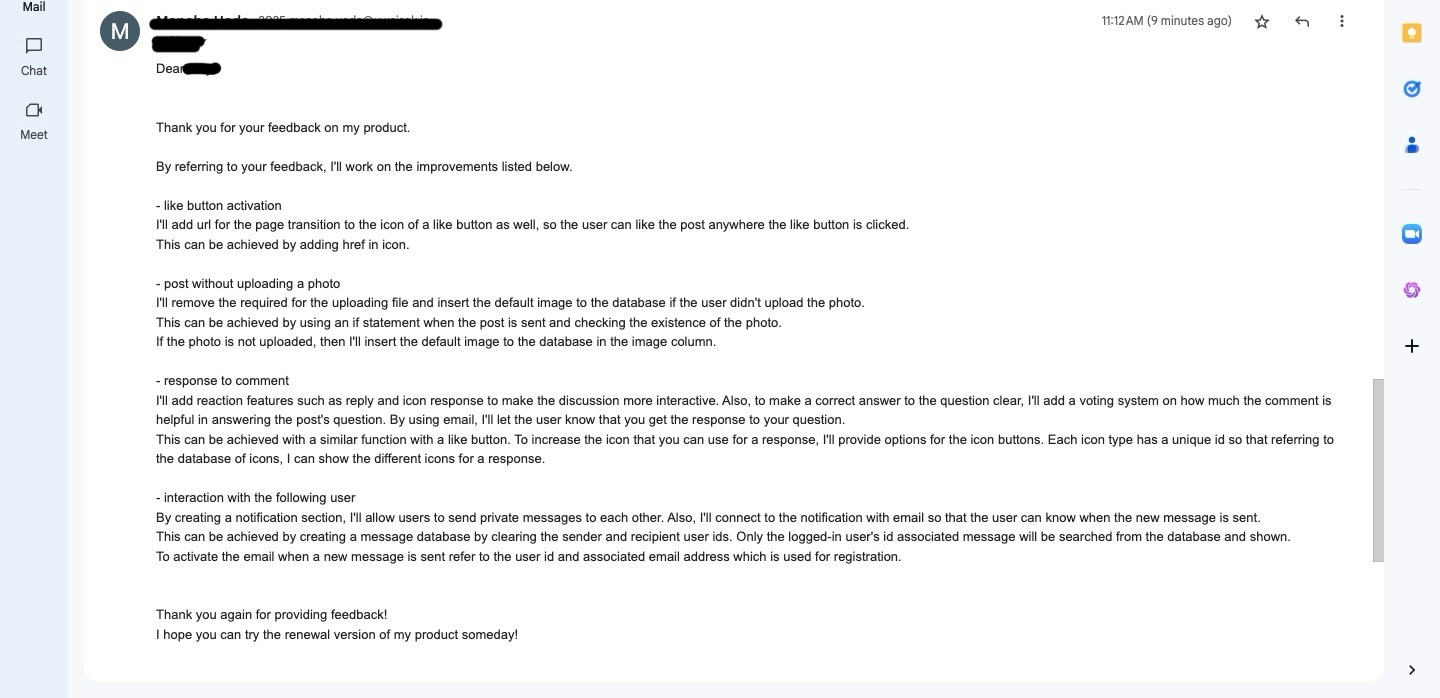 Mail
Chat
Meet
M
11:12 AM (9 minutes ago)
Dear
Thank you for your feedback on my product.
By referring to your feedback, I'll work on the improvements listed below.
- like button activation
I'll add url for the page transition to the icon of a like button as well, so the user can like the post anywhere the like button is clicked.
This can be achieved by adding href in icon.
- post without uploading a photo
I'll remove the required for the uploading file and insert the default image to the database if the user didn't upload the photo.
This can be achieved by using an if statement when the post is sent and checking the existence of the photo.
If the photo is not uploaded, then I'll insert the default image to the database in the image column.
- response to comment
I'll add reaction features such as reply and icon response to make the discussion more interactive. Also, to make a correct answer to the question clear, I'll add a voting system on how much the comment is
helpful in answering the post's question. By using email, I'll let the user know that you get the response to your question.
This can be achieved with a similar function with a like button. To increase the icon that you can use for a response, I'll provide options for the icon buttons. Each icon type has a unique id so that referring to
the database of icons, I can show the different icons for a response.
- interaction with the following user
By creating a notification section, I'll allow users to send private messages to each other. Also, I'll connect to the notification with email so that the user can know when the new message is sent.
This can be achieved by creating a message database by clearing the sender and recipient user ids. Only the logged-in user's id associated message will be searched from the database and shown.
To activate the email when a new message is sent refer to the user id and associated email address which is used for registration.
Thank you again for providing feedback!
I hope you can try the renewal version of my product someday!